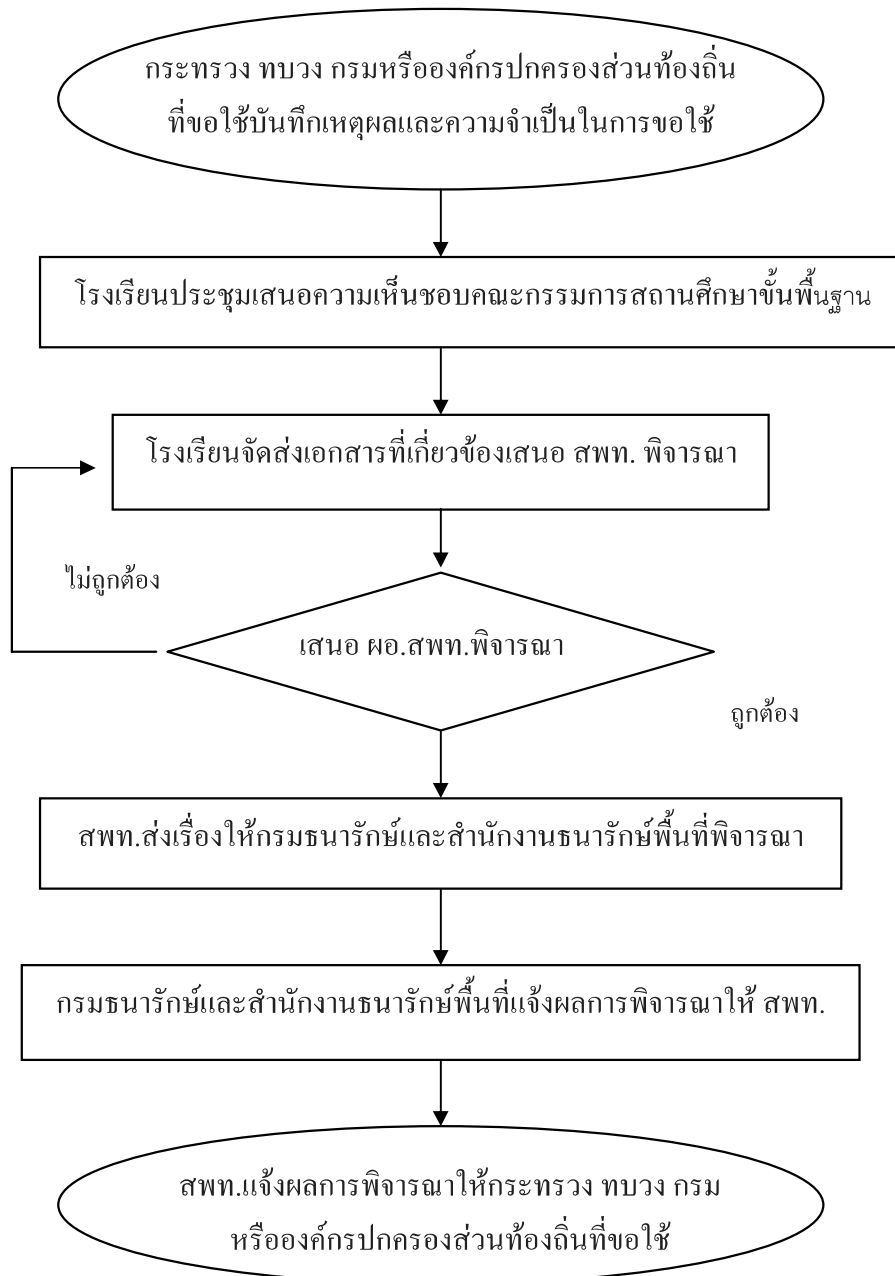 กระทรวง ทบวง กรมหรือองค์กรปกครองส่วนท้องถิ่น
ที่ขอใช้บันทึกเหตุผลและความจำเป็นในการขอใช้
โรงเรียนประชุมเสนอความเห็นชอบคณะกรรมการสถานศึกษาขั้นพื้นฐาน
โรงเรียนจัดส่งเอกสารที่เกี่ยวข้องเสนอ สพท. พิจารณา
ไม่ถูกต้อง
เสนอ ผอ.สพท.พิจารณา
ถูกต้อง
สพท.ส่งเรื่องให้กรมธนารักษ์และสำนักงานธนารักษ์พื้นที่พิจารณา
กรมธนารักษ์และสำนักงานธนารักษ์พื้นที่แจ้งผลการพิจารณาให้ สพท.
สพท.แจ้งผลการพิจารณาให้กระทรวง ทบวง กรม
หรือองค์กรปกครองส่วนท้องถิ่นที่ขอใช้